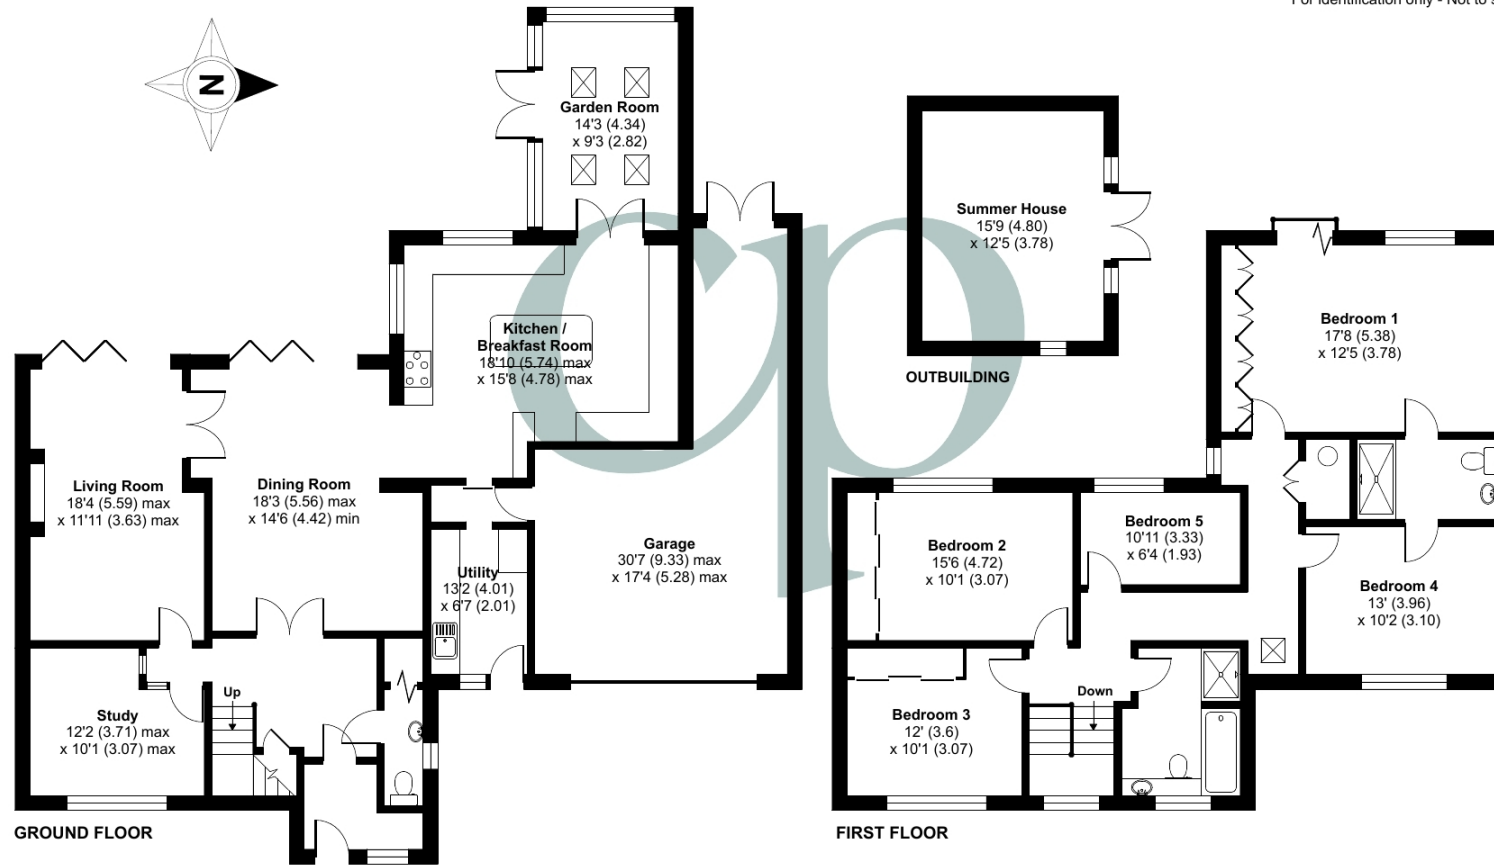 For identification only - Not to s
N
Garden Room
14'3 (4.34)
x 9'3 (2.82)
Summer House
15'9 (4.80)
x 12'5 (3.78)
OUTBUILDING
Kitchen /
Breakfast Room
18'10 (5.74) max
x 15'8 (4.78) max
Bedroom 1
17'8 (5.38)
x 12'5 (3.78)
Living Room
18'4 (5.59) max
x 11'11 (3.63) max
Dining Room
18'3 (5.56) max
x 14'6 (4.42) min
Garage
30'7 (9.33) max
x 17'4 (5.28) max
Utility
13'2 (4.01)
x 6'7 (2.01)
Bedroom 2
15'6 (4.72)
x 10'1 (3.07)
Bedroom 5
10'11 (3.33)
x 6'4 (1.93)
Bedroom 4
13' (3.96)
x 10'2 (3.10)
Study
12'2 (3.71) max
x 10'1 (3.07) max
Up
Bedroom 3
12' (3.6)
x 10'1 (3.07)
Down
GROUND FLOOR
FIRST FLOOR
cp